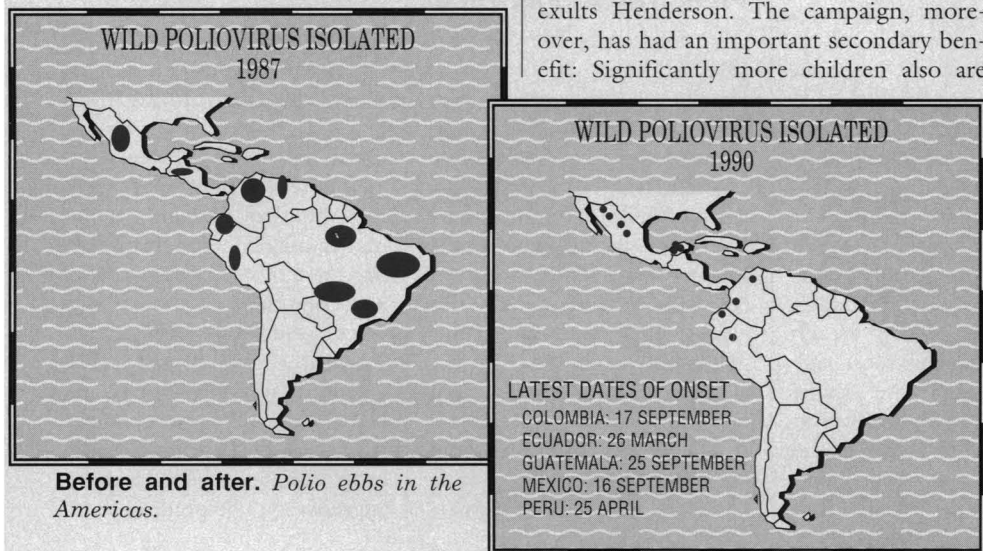 exults Henderson. The campaign, more-
over, has had an important secondary ben-
efit: Significantly more children also are
WILD POLIOVIRUS ISOLATED
1987
Before and after. Polio ebbs in the
Americas.
WILD POLIOVIRUS ISOLATED
1990
LATEST DATES OF ONSET
COLOMBIA: 17 SEPTEMBER
ECUADOR: 26 MARCH
GUATEMALA: 25 SEPTEMBER
MEXICO: 16 SEPTEMBER
PERU: 25 APRIL